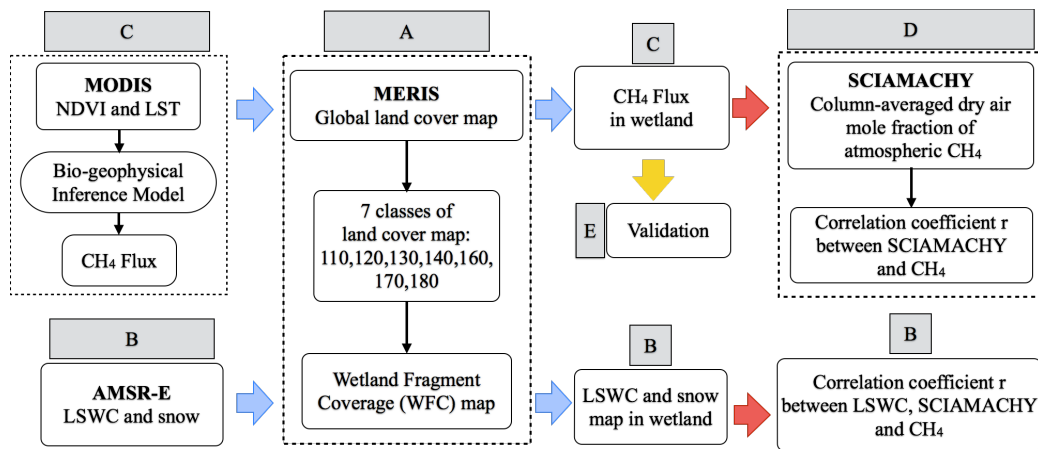 C
MODIS
NDVI and LST
Bio-geophysical
Inference Model
CH₄ Flux
A
MERIS
Global land cover map
7 classes of
land cover map:
110,120,130,140,160,
170,180
Wetland Fragment
Coverage (WFC) map
C
CH₄ Flux
in wetland
E
Validation
D
SCIAMACHY
Column-averaged dry air
mole fraction of
atmospheric CH₄
Correlation coefficient r
between SCIAMACHY
and CH₄
B
AMSR-E
LSWC and snow
B
LSWC and snow
map in wetland
B
Correlation coefficient r
between LSWC, SCIAMACHY
and CH₄